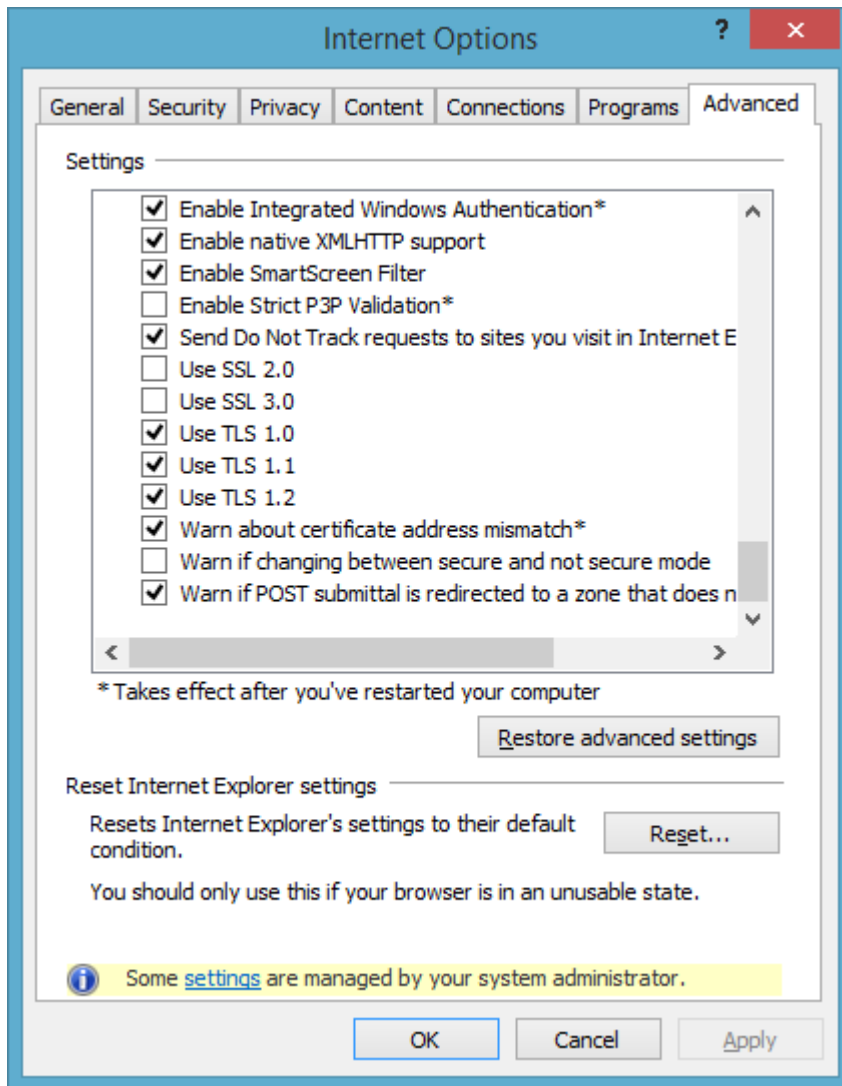 Internet Options
?
General Security Privacy Content Connections Programs Advanced
Settings
Enable Integrated Windows Authentication*
Enable native XMLHTTP support
Enable SmartScreen Filter
Enable Strict P3P Validation*
Send Do Not Track requests to sites you visit in Internet E
Use SSL 2.0
Use SSL 3.0
Use TLS 1.0
Use TLS 1.1
Use TLS 1.2
Warn about certificate address mismatch*
Warn if changing between secure and not secure mode
Warn if POST submittal is redirected to a zone that does n
*Takes effect after you've restarted your computer
Restore advanced settings
Reset Internet Explorer settings
Resets Internet Explorer's settings to their default
condition.
Reset...
You should only use this if your browser is in an unusable state.
Some settings are managed by your system administrator.
OK Cancel Apply